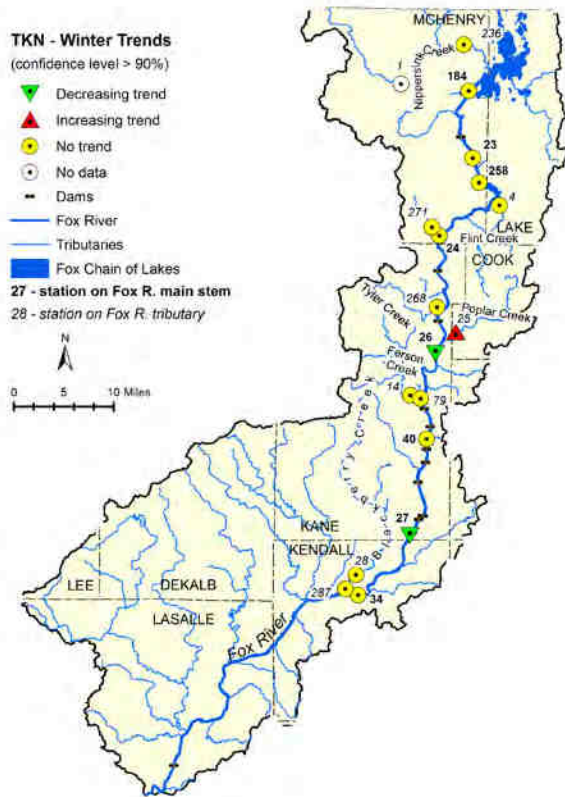 TKN - Winter Trends
(confidence level > 90%)
Decreasing trend
Increasing trend
No trend
No data
Dams
Fox River
Tributaries
Fox Chain of Lakes
27 - station on Fox R. main stem
28 - station on Fox R. tributary
N
0 5 10 Miles
MCHENRY
236
Nippersink Creek
1
184
23
258
4
271
LAKE
Flint Creek
24
COOK
268
Tyler Creek
Poplar Creek
25
26
Ferson
Creek
14
79
40
Blackberry Creek
27
KANE
KENDALL
28
LEE
DEKALB
287
34
LASALLE
Fox River